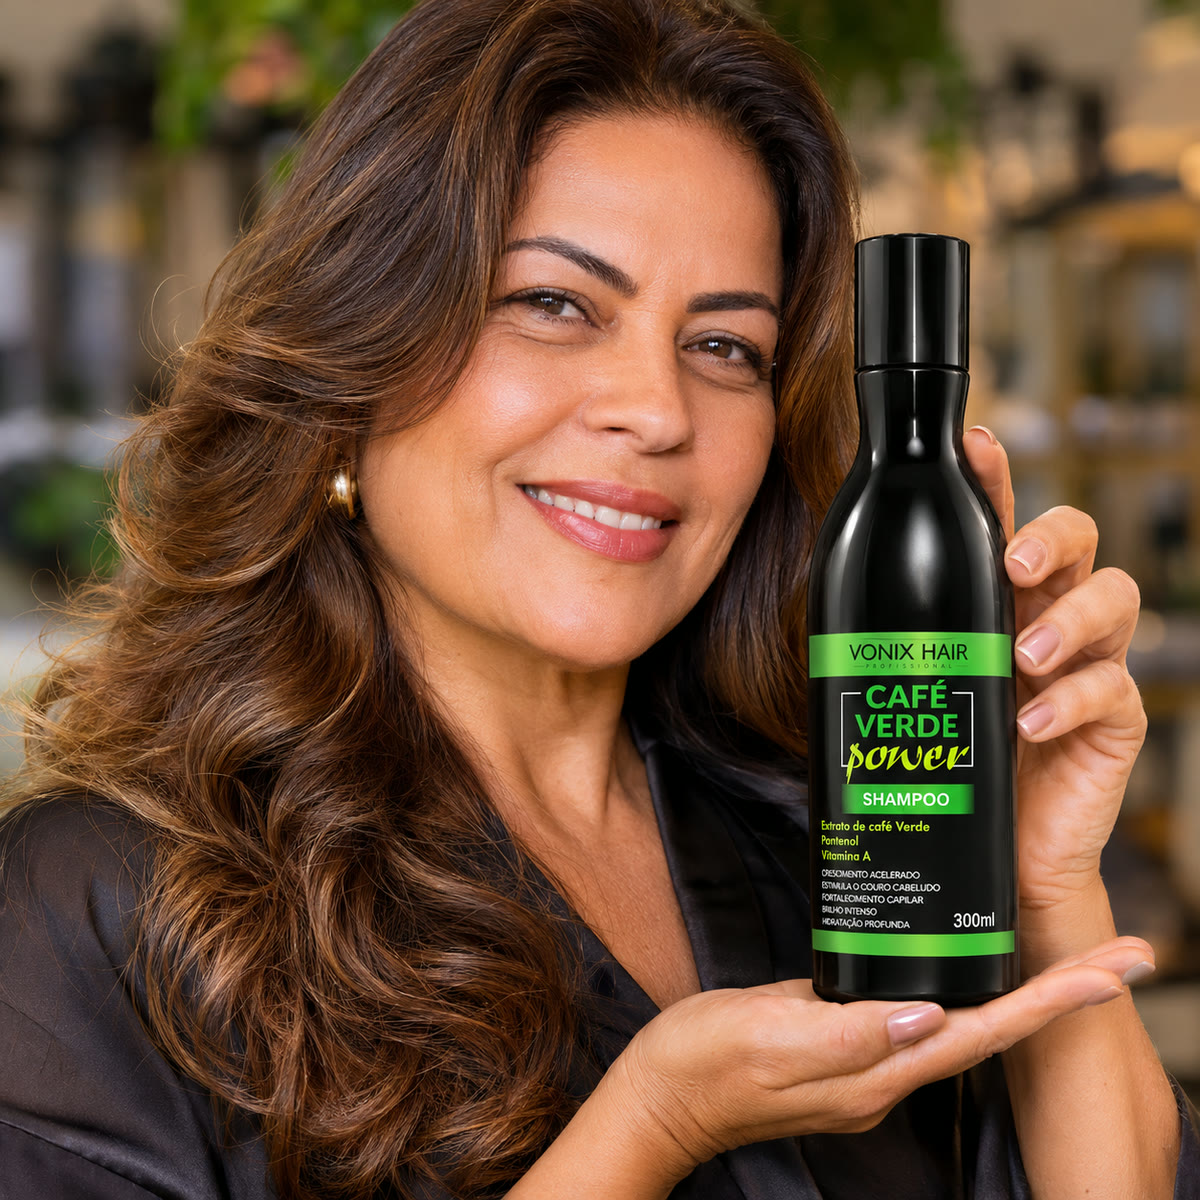 VONIX HAIR
PROFISSIONAL
CAFÉ
VERDE
power
SHAMPOO
Extrato de café Verde
Pantenol
Vitamina A
CRESCIMENTO ACELERADO
ESTIMULA O COURO CABELUDO
FORTALECIMENTO CAPILAR
BRILHO INTENSO
HIDRATAÇÃO PROFUNDA
300ml